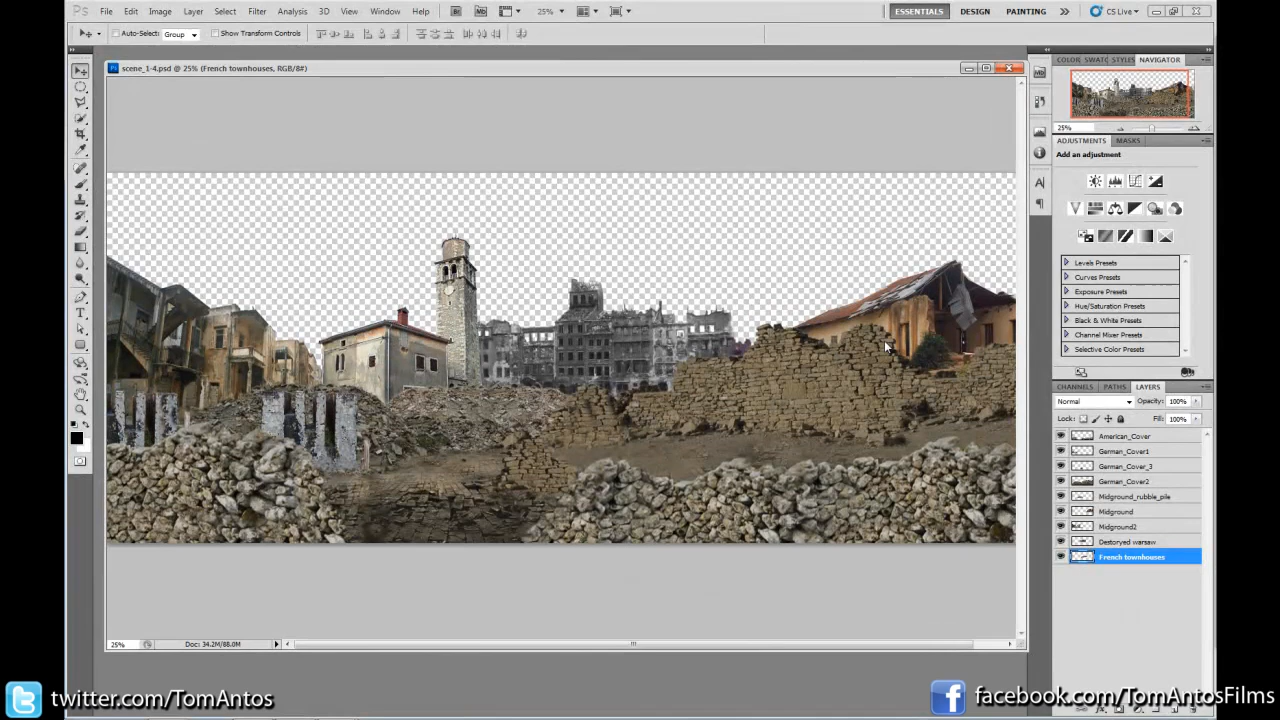 Ps File Edit Image Layer Select Filter Analysis 3D View Window Help Br Mb 25% ESSENTIALS DESIGN PAINTING CS Live
Auto-Select: Group Show Transform Controls
scene_1-4.psd @ 25% (French townhouses, RGB/8#)
COLOR SWATC STYLES NAVIGATOR
25%
ADJUSTMENTS MASKS
Add an adjustment
Levels Presets
Curves Presets
Exposure Presets
Hue/Saturation Presets
Black & White Presets
Channel Mixer Presets
Selective Color Presets
CHANNELS PATHS LAYERS
Normal Opacity: 100%
Lock: Fill: 100%
American_Cover
German_Cover1
German_Cover_3
German_Cover2
Midground_rubble_pile
Midground
Midground2
Destoryed warsaw
French townhouses
25% Doc: 34.2M/88.0M
twitter.com/TomAntos
facebook.com/TomAntosFilms